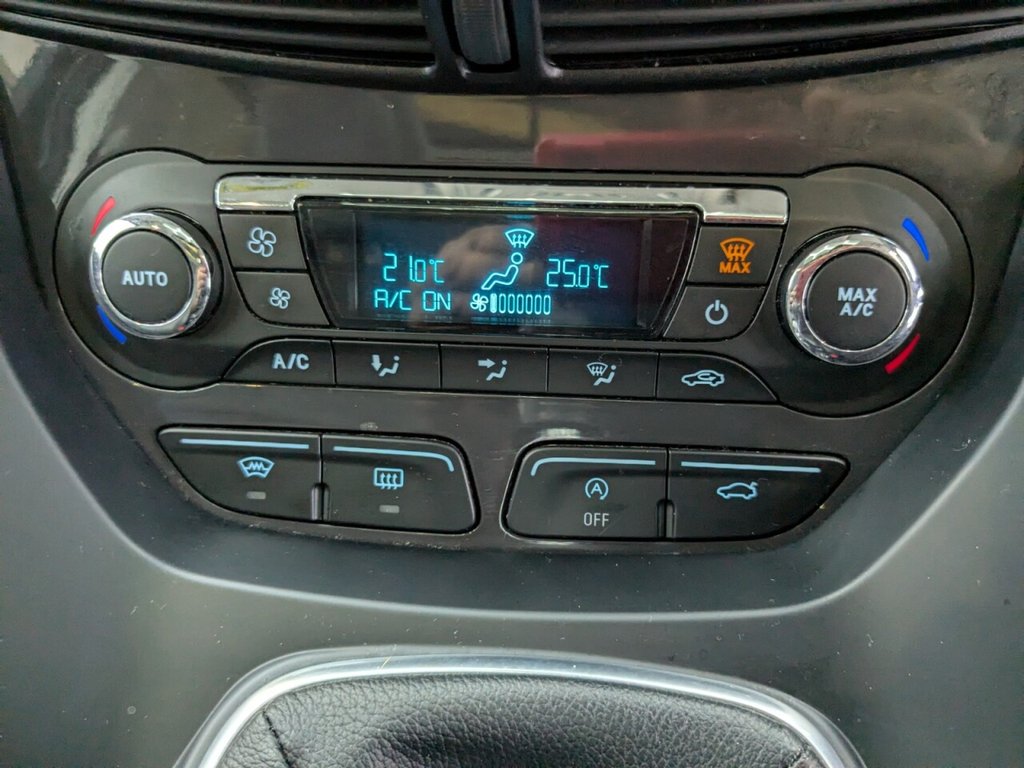 AUTO
21.0°C
25.0°C
A/C ON
MAX
MAX
A/C
A/C
A
OFF